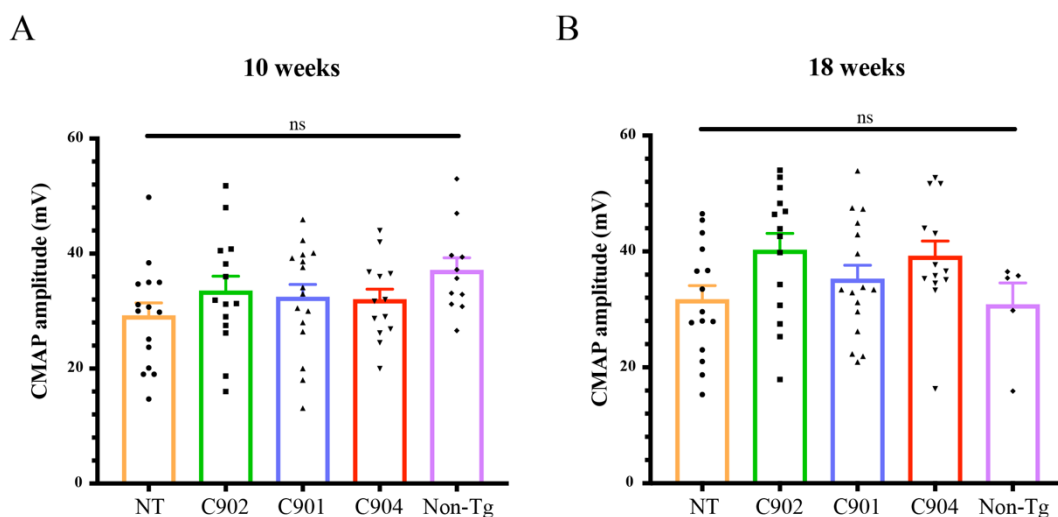 A
10 weeks
ns
CMAP amplitude (mV)
60
40
20
0
NT C902 C901 C904 Non-Tg
B
18 weeks
ns
CMAP amplitude (mV)
60
40
20
0
NT C902 C901 C904 Non-Tg